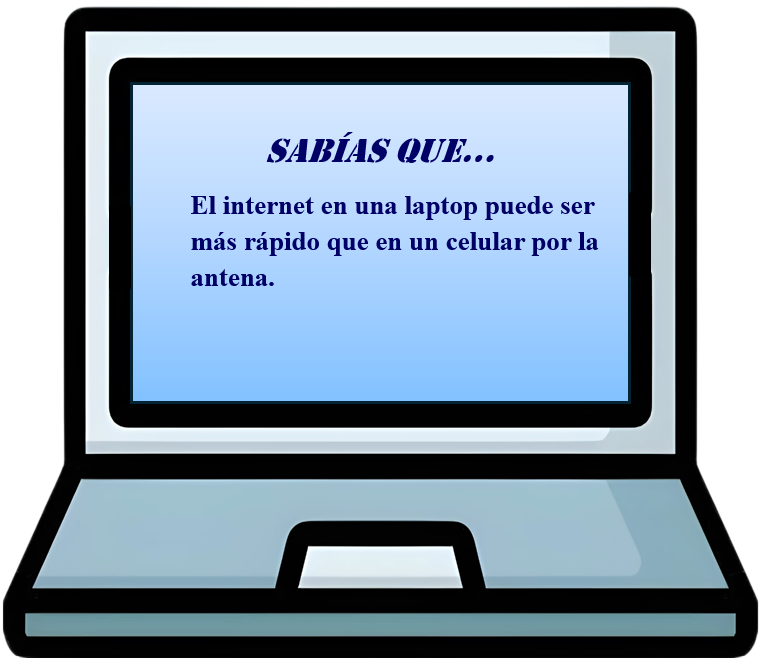 SABÍAS QUE...
El internet en una laptop puede ser
más rápido que en un celular por la
antena.